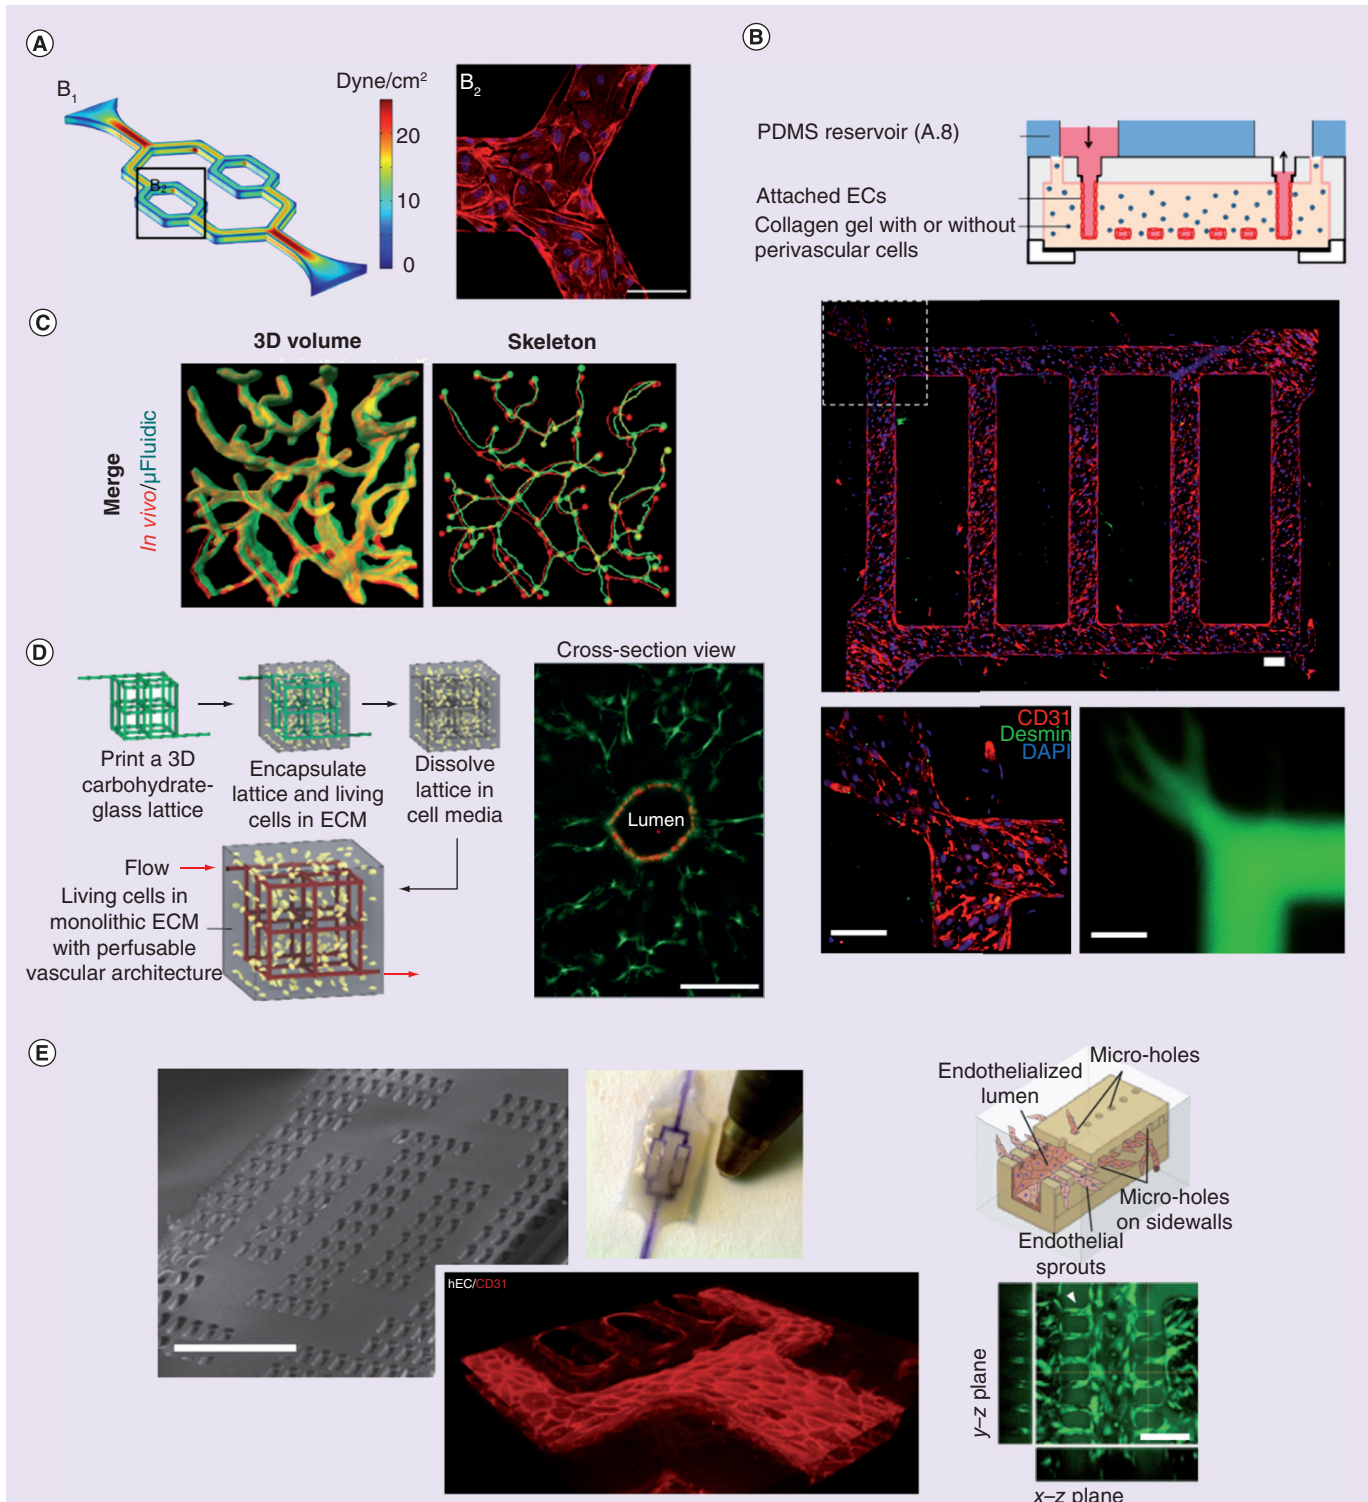 A
B1
Dyne/cm2
20
10
0
B2
B2
B
PDMS reservoir (A.8)
Attached ECs
Collagen gel with or without
perivascular cells
C
3D volume
Skeleton
Merge
In vivo/µFluidic
CD31
Desmin
DAPI
D
Print a 3D
carbohydrate-
glass lattice
Encapsulate
lattice and living
cells in ECM
Dissolve
lattice in
cell media
Flow
Living cells in
monolithic ECM
with perfusable
vascular architecture
Cross-section view
Lumen
E
hEC/CD31
Endothelialized
lumen
Micro-holes
Micro-holes
on sidewalls
Endothelial
sprouts
y–z plane
x–z plane